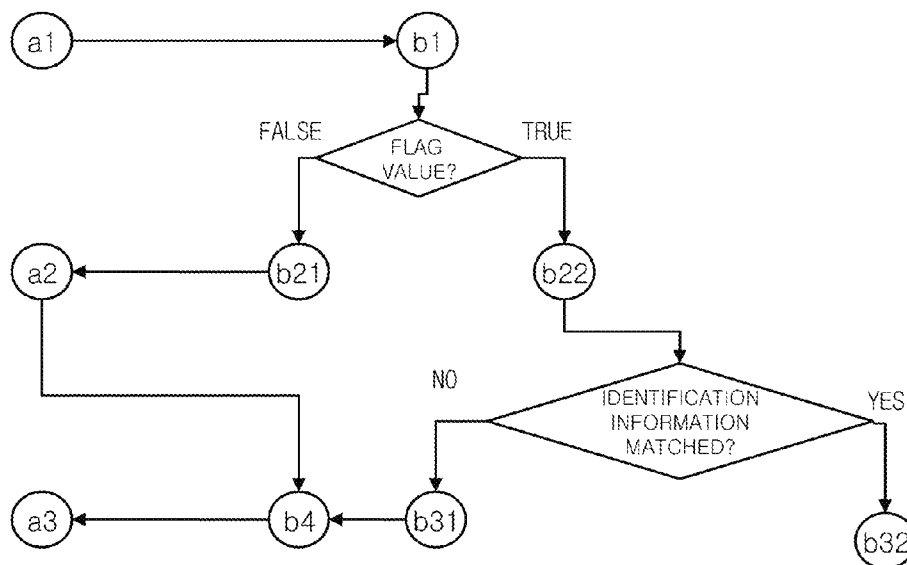 a1
b1
FALSE
TRUE
FLAG
VALUE?
a2
b21
b22
NO
YES
IDENTIFICATION
INFORMATION
MATCHED?
a3
b4
b31
b32